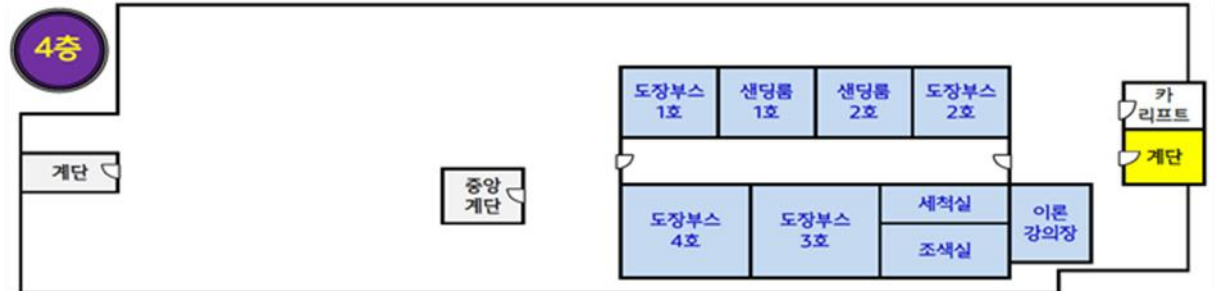 4층
도장부스
1호
샌딩룸
1호
샌딩룸
2호
도장부스
2호
카
리프트
계단
계단
중앙
계단
도장부스
4호
도장부스
3호
세척실
조색실
이론
강의장